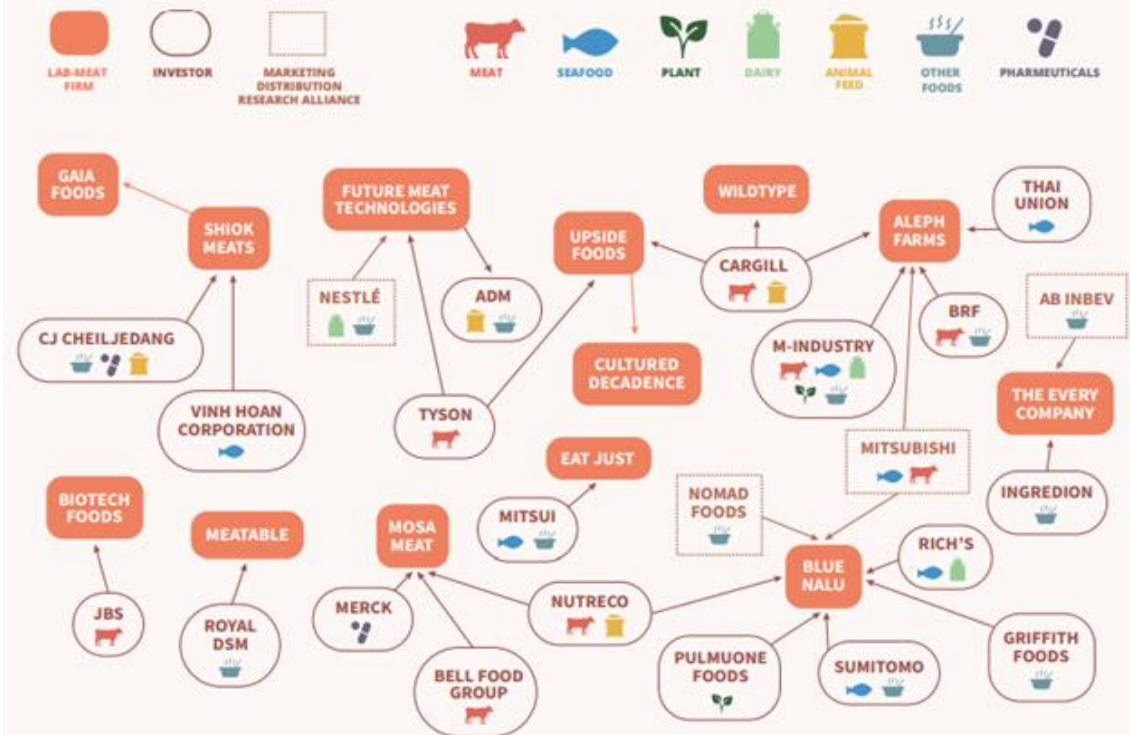 LAB-MEAT
FIRM
INVESTOR
MARKETING
DISTRIBUTION
RESEARCH ALLIANCE
MEAT
SEAFOOD
PLANT
DAIRY
ANIMAL
FEED
OTHER
FOODS
PHARMEUTICALS
GAIA
FOODS
SHIOK
MEATS
FUTURE MEAT
TECHNOLOGIES
UPSIDE
FOODS
WILDTYPE
ALEPH
FARMS
THAI
UNION
NESTLÉ
ADM
CARGILL
BRF
AB INBEV
CJ CHEILJEDANG
CULTURED
DECADENCE
M-INDUSTRY
THE EVERY
COMPANY
VINH HOAN
CORPORATION
TYSON
EAT JUST
MITSUBISHI
INGREDION
BIOTECH
FOODS
MEATABLE
MOSA
MEAT
MITSUI
NOMAD
FOODS
BLUE
NALU
RICH'S
JBS
ROYAL
DSM
MERCK
NUTRECO
BELL FOOD
GROUP
PULMUONE
FOODS
SUMITOMO
GRIFFITH
FOODS